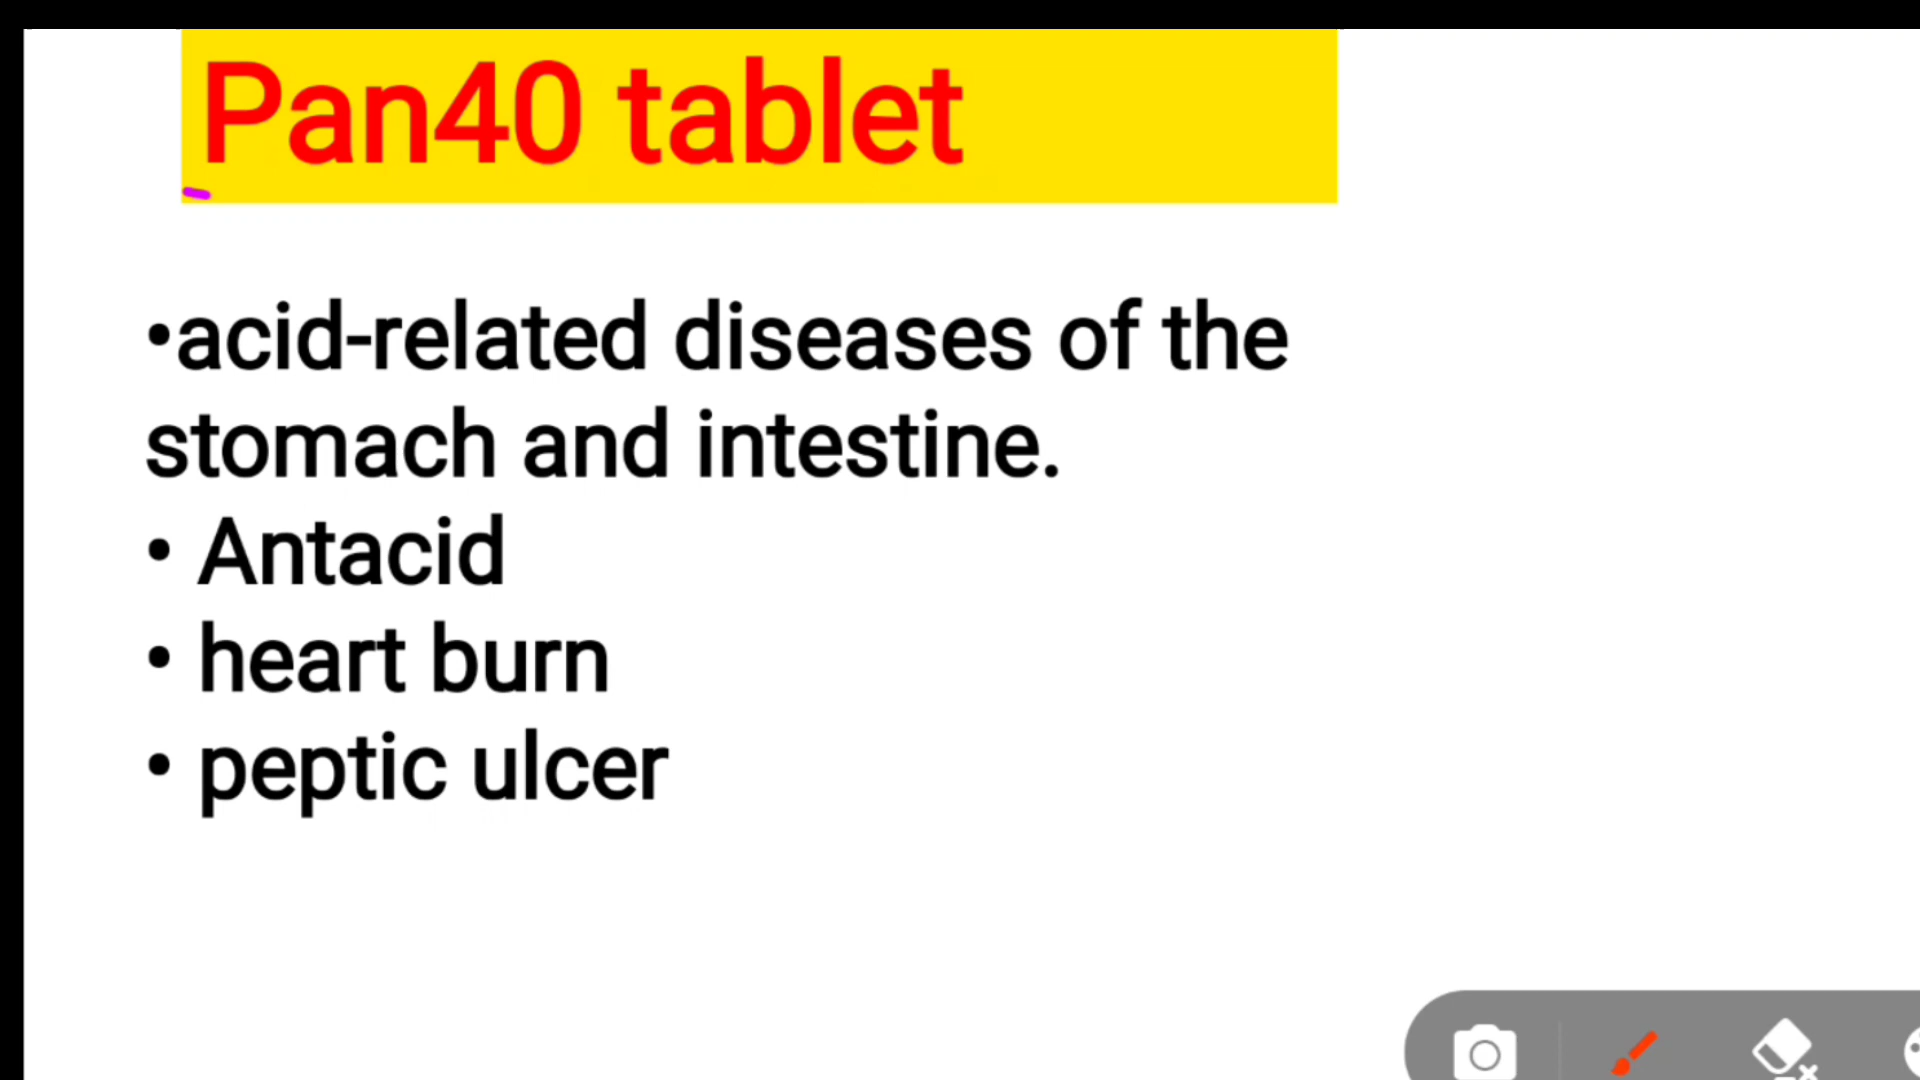 Pan40 tablet
•acid-related diseases of the
stomach and intestine.
• Antacid
• heart burn
• peptic ulcer